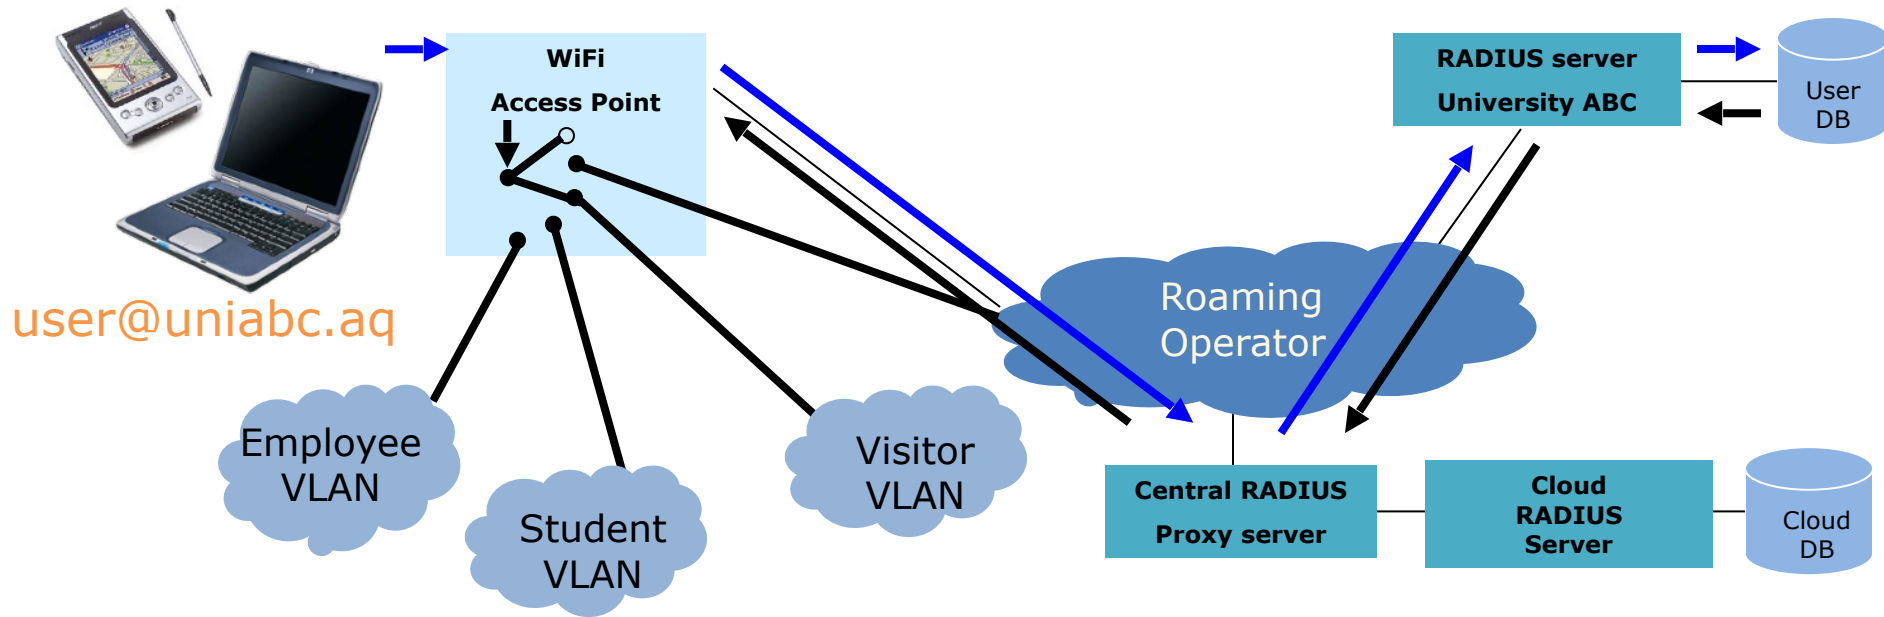 WiFi
Access Point
RADIUS server
University ABC
User
DB
user@uniabc.aq
Roaming
Operator
Employee
VLAN
Student
VLAN
Visitor
VLAN
Central RADIUS
Proxy server
Cloud
RADIUS
Server
Cloud
DB